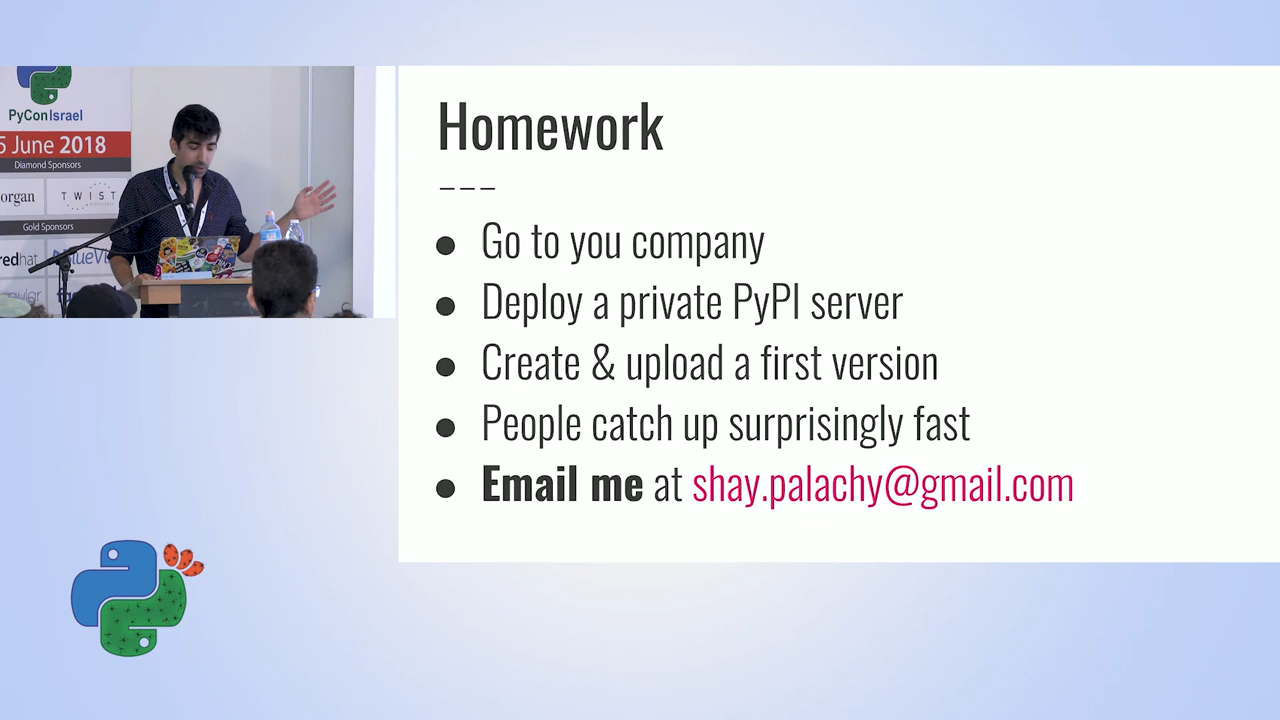 PyConIsrael
5 June 2018
Diamond Sponsors
organ
TWIST
Gold Sponsors
redhat
BlueVi
Homework
---
● Go to you company
● Deploy a private PyPI server
● Create & upload a first version
● People catch up surprisingly fast
● Email me at shay.palachy@gmail.com